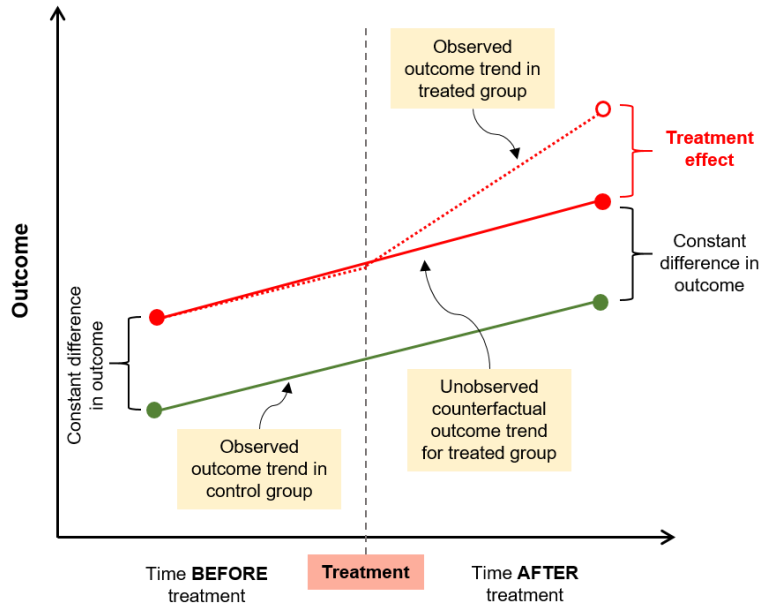 Observed
outcome trend in
treated group
Treatment
effect
Constant
difference in
outcome
Outcome
Constant difference
in outcome
Unobserved
counterfactual
outcome trend
for treated group
Observed
outcome trend in
control group
Time BEFORE
treatment
Treatment
Time AFTER
treatment